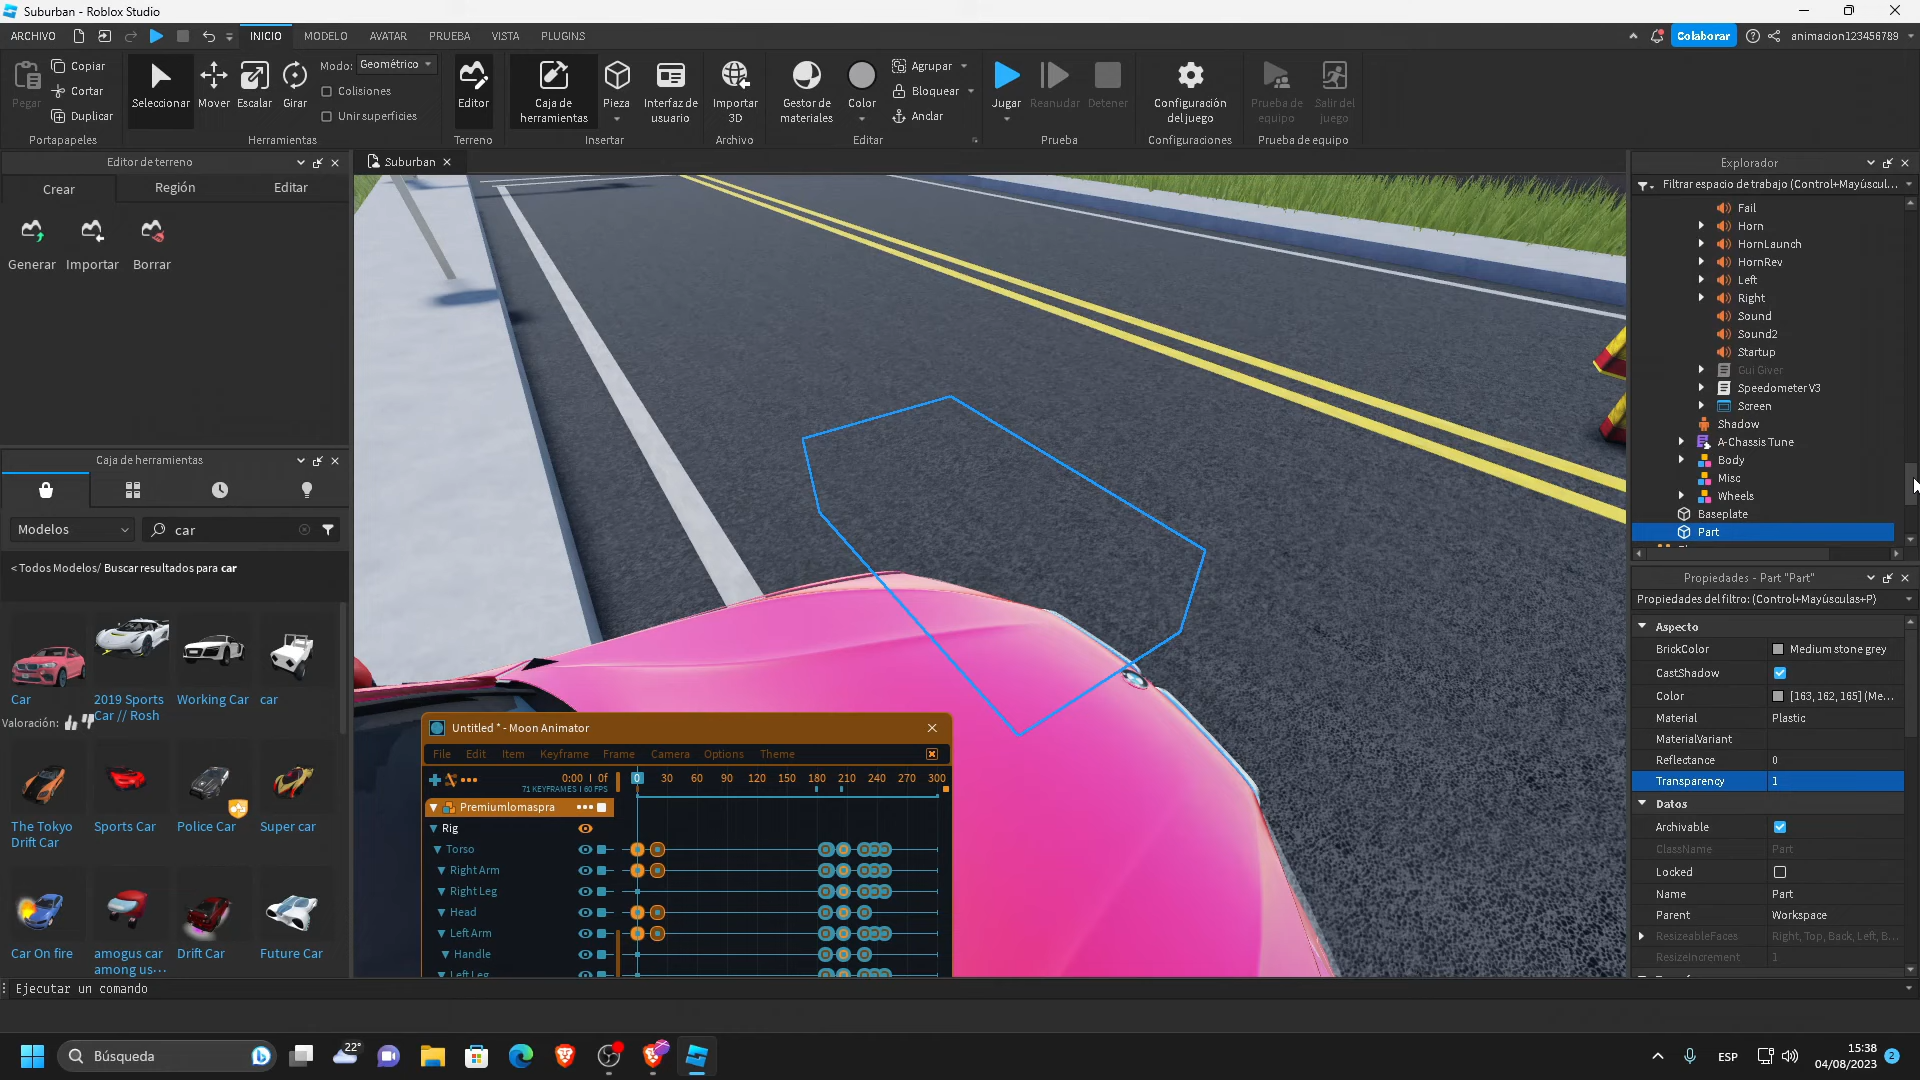 Suburban - Roblox Studio
ARCHIVO INICIO MODELO AVATAR PRUEBA VISTA PLUGINS Colaborar animacion123456789
Pegar Copiar Cortar Duplicar
Portapapeles
Seleccionar Mover Escalar Girar
Modo: Geométrico
Colisiones
Unir superficies
Herramientas
Editor
Terreno
Caja de herramientas
Pieza
Interfaz de usuario
Insertar
Importar 3D
Archivo
Gestor de materiales
Color
Agrupar
Bloquear
Anclar
Editar
Jugar Reanudar Detener
Prueba
Configuración del juego
Configuraciones
Prueba de equipo
Salir del juego
Prueba de equipo
Editor de terreno
Crear Región Editar
Generar Importar Borrar
Caja de herramientas
Modelos car
< Todos Modelos/ Buscar resultados para car
Car
Valoración:
2019 Sports Car // Rosh
Working Car
car
The Tokyo Drift Car
Sports Car
Police Car
Super car
Car On fire
amogus car among us...
Drift Car
Future Car
Suburban
Untitled * - Moon Animator
File Edit Item Keyframe Frame Camera Options Theme
0:00 | 0f
71 KEYFRAMES | 60 FPS
0 30 60 90 120 150 180 210 240 270 300
Premiumlomaspra
Rig
Torso
Right Arm
Right Leg
Head
Left Arm
Handle
Left Leg
Explorador
Filtrar espacio de trabajo (Control+Mayúscul...
Fail
Horn
HornLaunch
HornRev
Left
Right
Sound
Sound2
Startup
Gui Giver
Speedometer V3
Screen
Shadow
A-Chassis Tune
Body
Misc
Wheels
Baseplate
Part
Propiedades - Part "Part"
Propiedades del filtro: (Control+Mayúsculas+P)
Aspecto
BrickColor Medium stone grey
CastShadow
Color [163, 162, 165] (Me...
Material Plastic
MaterialVariant
Reflectance 0
Transparency 1
Datos
Archivable
ClassName Part
Locked
Name Part
Parent Workspace
ResizeableFaces Right, Top, Back, Left, B...
ResizeIncrement 1
Ejecutar un comando
Búsqueda
22°
ESP
15:38
04/08/2023
2